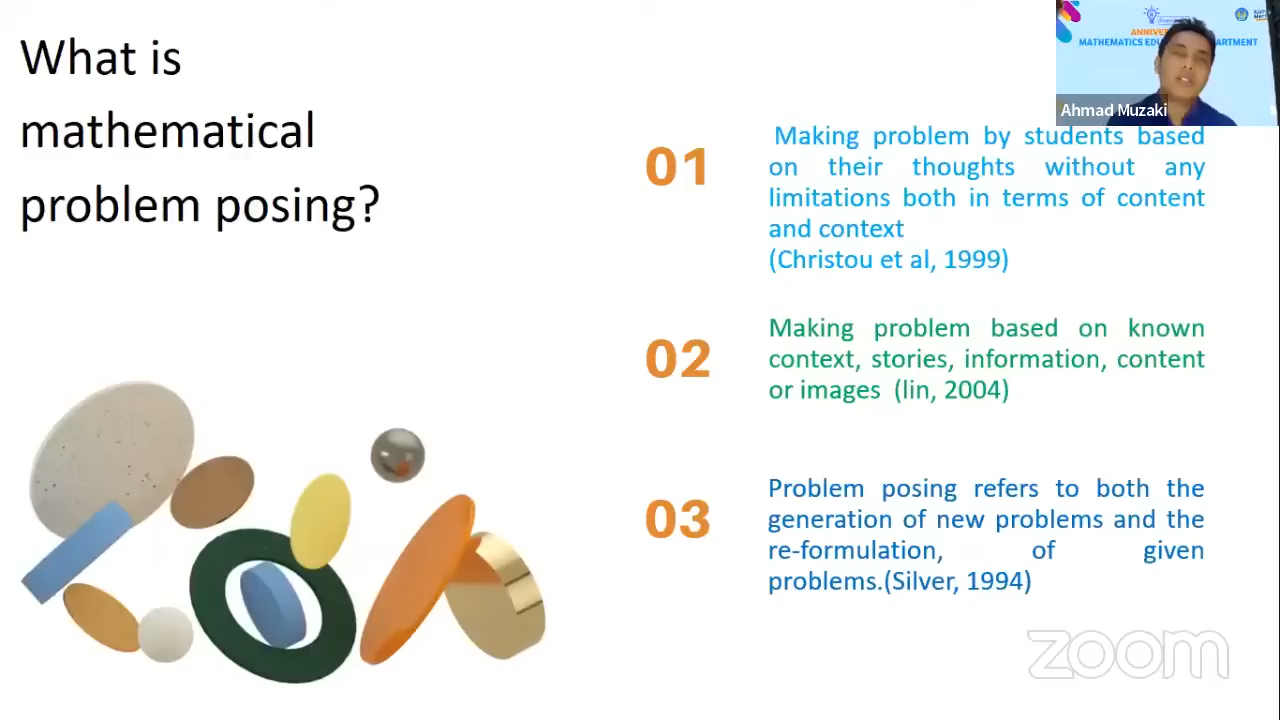 What is
mathematical
problem posing?
ANNIVER
MATHEMATICS EDU ARTMENT
Ahmad Muzaki
01
Making problem by students based
on their thoughts without any
limitations both in terms of content
and context
(Christou et al, 1999)
02
Making problem based on known
context, stories, information, content
or images (lin, 2004)
03
Problem posing refers to both the
generation of new problems and the
re-formulation, of given
problems.(Silver, 1994)
zoom